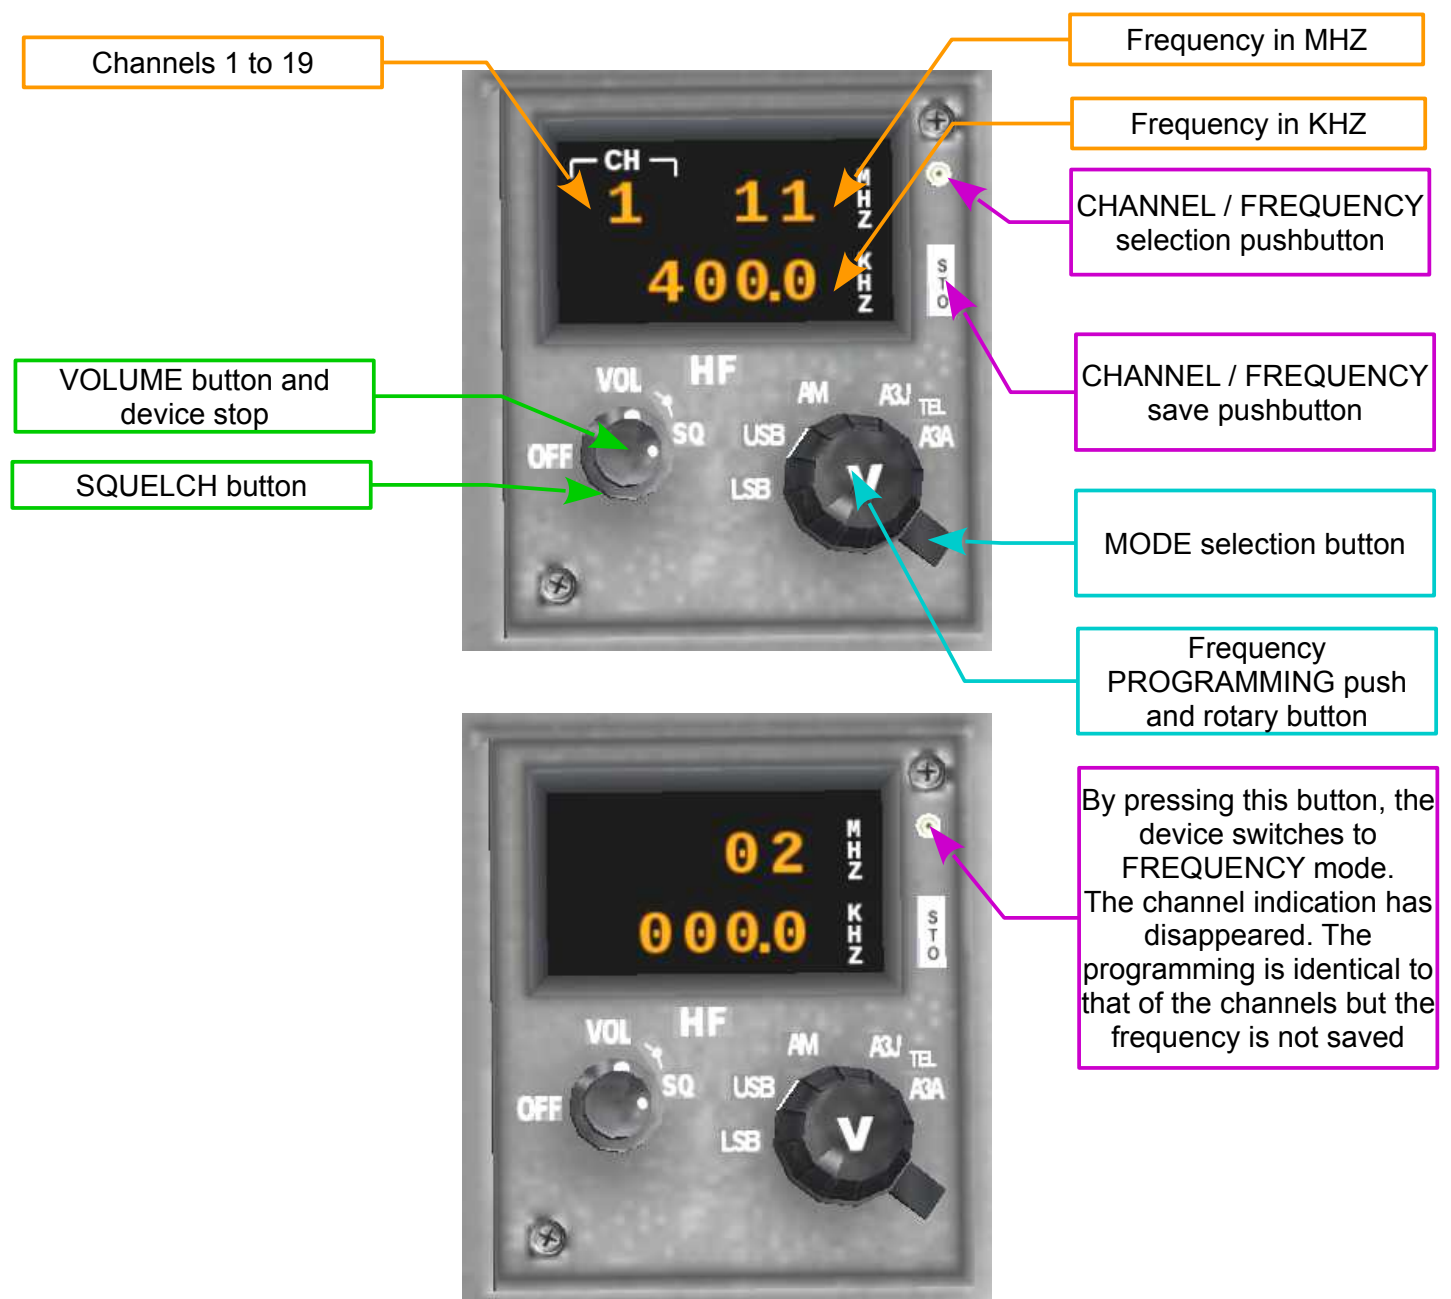 Channels 1 to 19
Frequency in MHZ
Frequency in KHZ
CHANNEL / FREQUENCY
selection pushbutton
CH
1 11
MHZ
400.0
KHZ
STO
CHANNEL / FREQUENCY
save pushbutton
VOLUME button and
device stop
SQUELCH button
VOL
HF
OFF
SQ
AM
A3J
TEL
A3A
USB
LSB
V
MODE selection button
Frequency
PROGRAMMING push
and rotary button
02
MHZ
000.0
KHZ
STO
By pressing this button, the
device switches to
FREQUENCY mode.
The channel indication has
disappeared. The
programming is identical to
that of the channels but the
frequency is not saved
VOL
HF
OFF
SQ
AM
A3J
TEL
A3A
USB
LSB
V